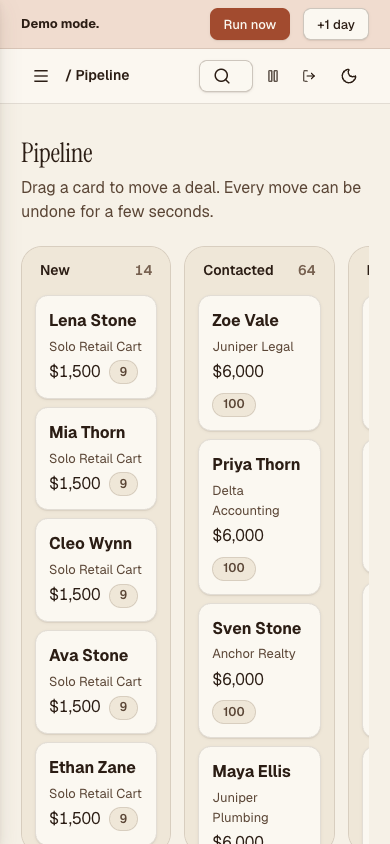 Demo mode.
Run now
+1 day
/ Pipeline
Pipeline
Drag a card to move a deal. Every move can be
undone for a few seconds.
New 14
Lena Stone
Solo Retail Cart
$1,500 9
Mia Thorn
Solo Retail Cart
$1,500 9
Cleo Wynn
Solo Retail Cart
$1,500 9
Ava Stone
Solo Retail Cart
$1,500 9
Ethan Zane
Solo Retail Cart
$1,500 9
Contacted 64
Zoe Vale
Juniper Legal
$6,000
100
Priya Thorn
Delta
Accounting
$6,000
100
Sven Stone
Anchor Realty
$6,000
100
Maya Ellis
Juniper
Plumbing
$6,000